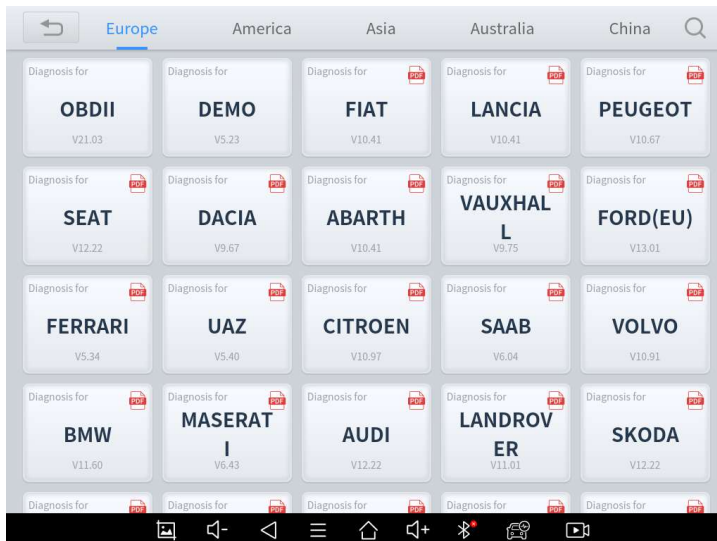 Europe America Asia Australia China
Diagnosis for Diagnosis for Diagnosis for PDF Diagnosis for PDF Diagnosis for PDF
OBDII DEMO FIAT LANCIA PEUGEOT
V21.03 V5.23 V10.41 V10.41 V10.67
Diagnosis for PDF Diagnosis for PDF Diagnosis for PDF Diagnosis for PDF Diagnosis for PDF
SEAT DACIA ABARTH VAUXHAL
L FORD(EU)
V12.22 V9.67 V10.41 V9.75 V13.01
Diagnosis for PDF Diagnosis for PDF Diagnosis for PDF Diagnosis for PDF Diagnosis for PDF
FERRARI UAZ CITROEN SAAB VOLVO
V5.34 V5.40 V10.97 V6.04 V10.91
Diagnosis for PDF Diagnosis for PDF Diagnosis for PDF Diagnosis for PDF Diagnosis for PDF
BMW MASERAT
I AUDI LANDROV
ER SKODA
V11.60 V6.43 V12.22 V11.01 V12.22
Diagnosis for PDF Diagnosis for PDF Diagnosis for PDF Diagnosis for PDF Diagnosis for PDF